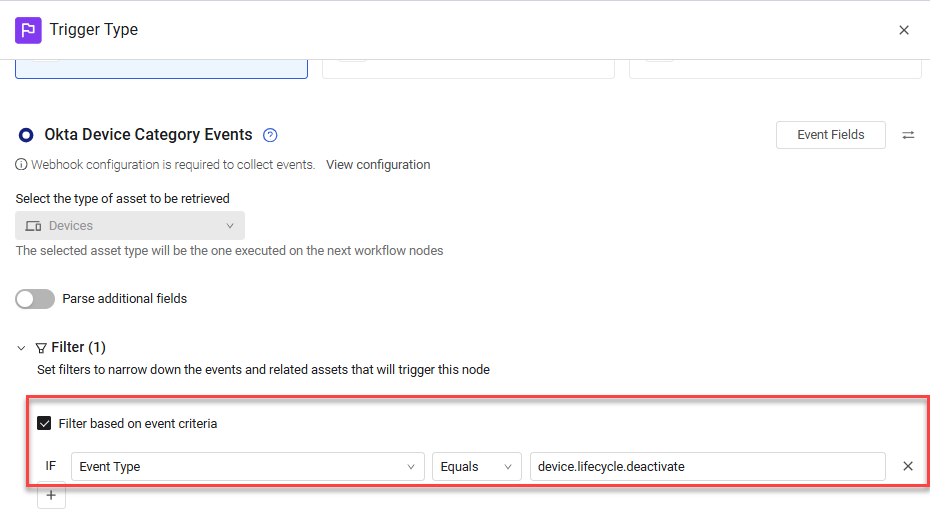 Trigger Type
Okta Device Category Events
Event Fields
Webhook configuration is required to collect events. View configuration
Select the type of asset to be retrieved
Devices
The selected asset type will be the one executed on the next workflow nodes
Parse additional fields
Filter (1)
Set filters to narrow down the events and related assets that will trigger this node
Filter based on event criteria
IF Event Type Equals device.lifecycle.deactivate
+